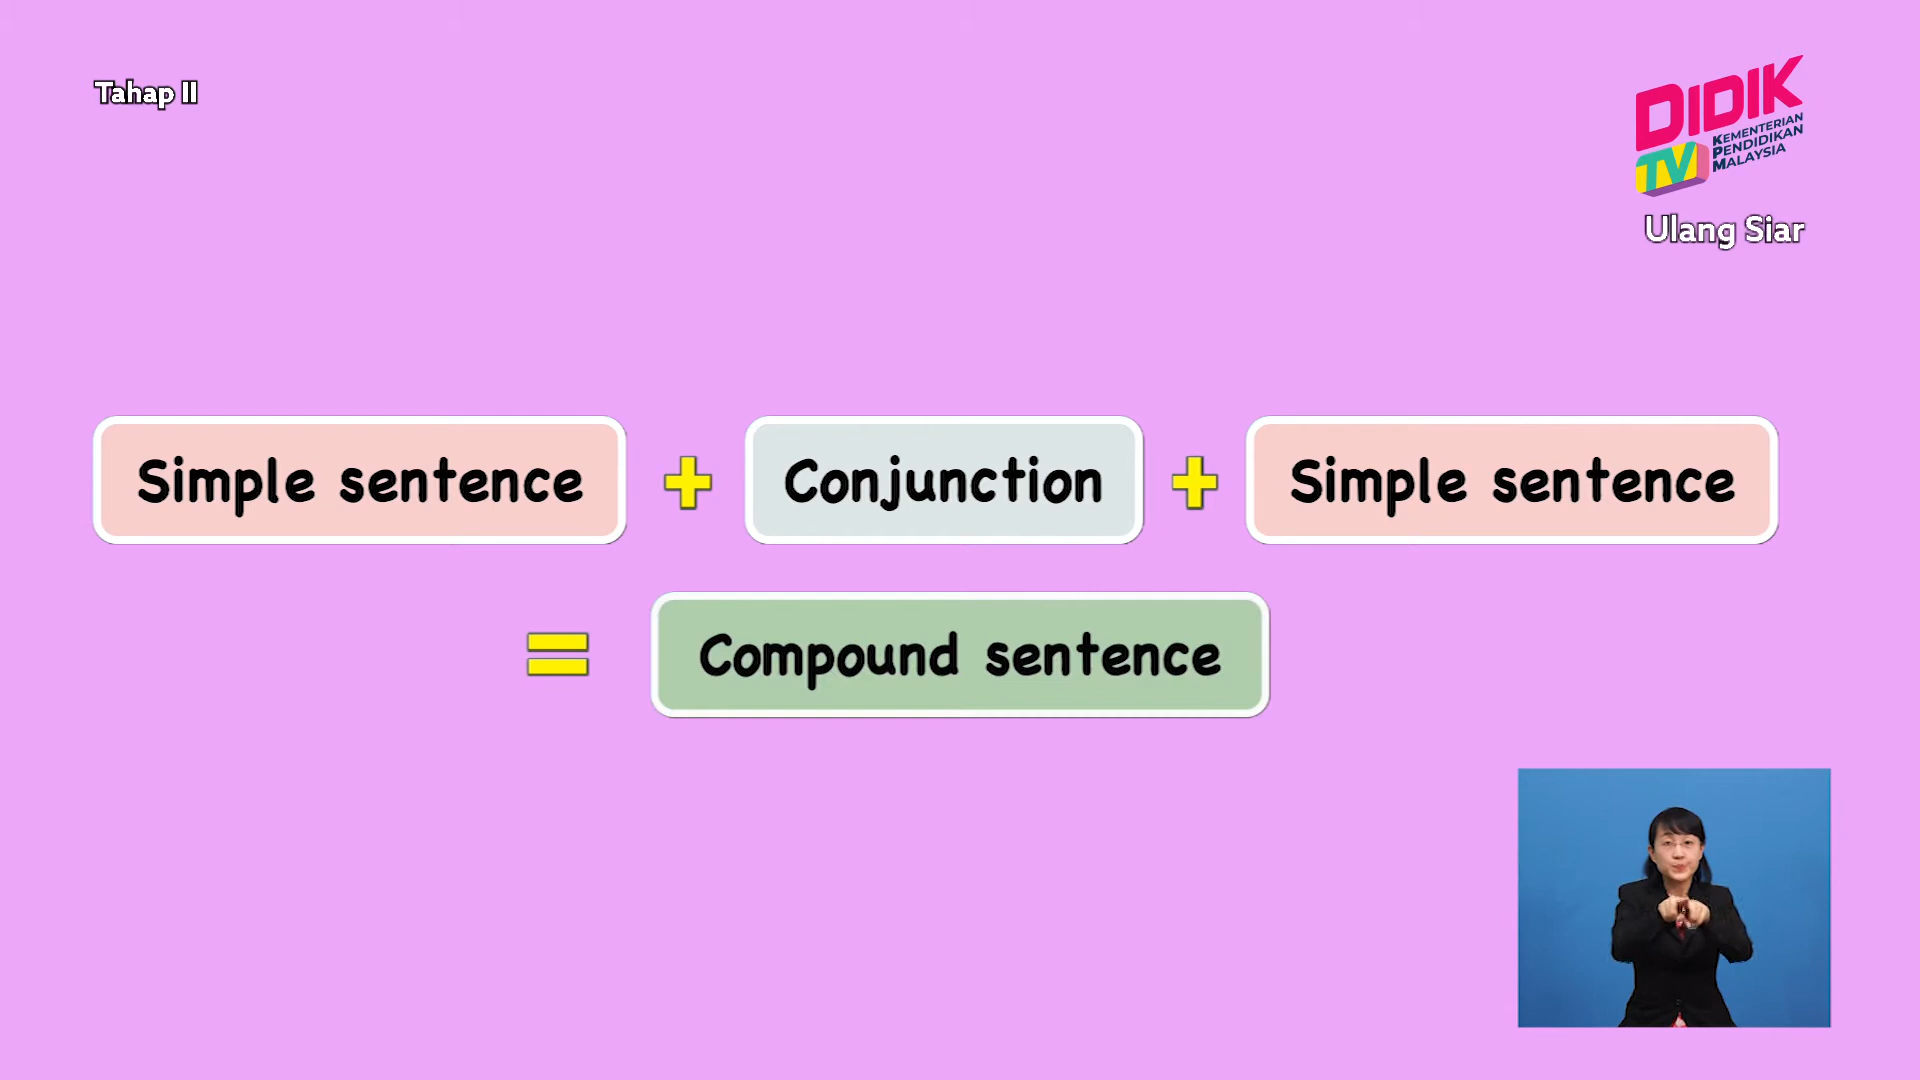 Tahap II
DIDIK
TV
KEMENTERIAN
PENDIDIKAN
MALAYSIA
Ulang Siar
Simple sentence + Conjunction + Simple sentence
= Compound sentence